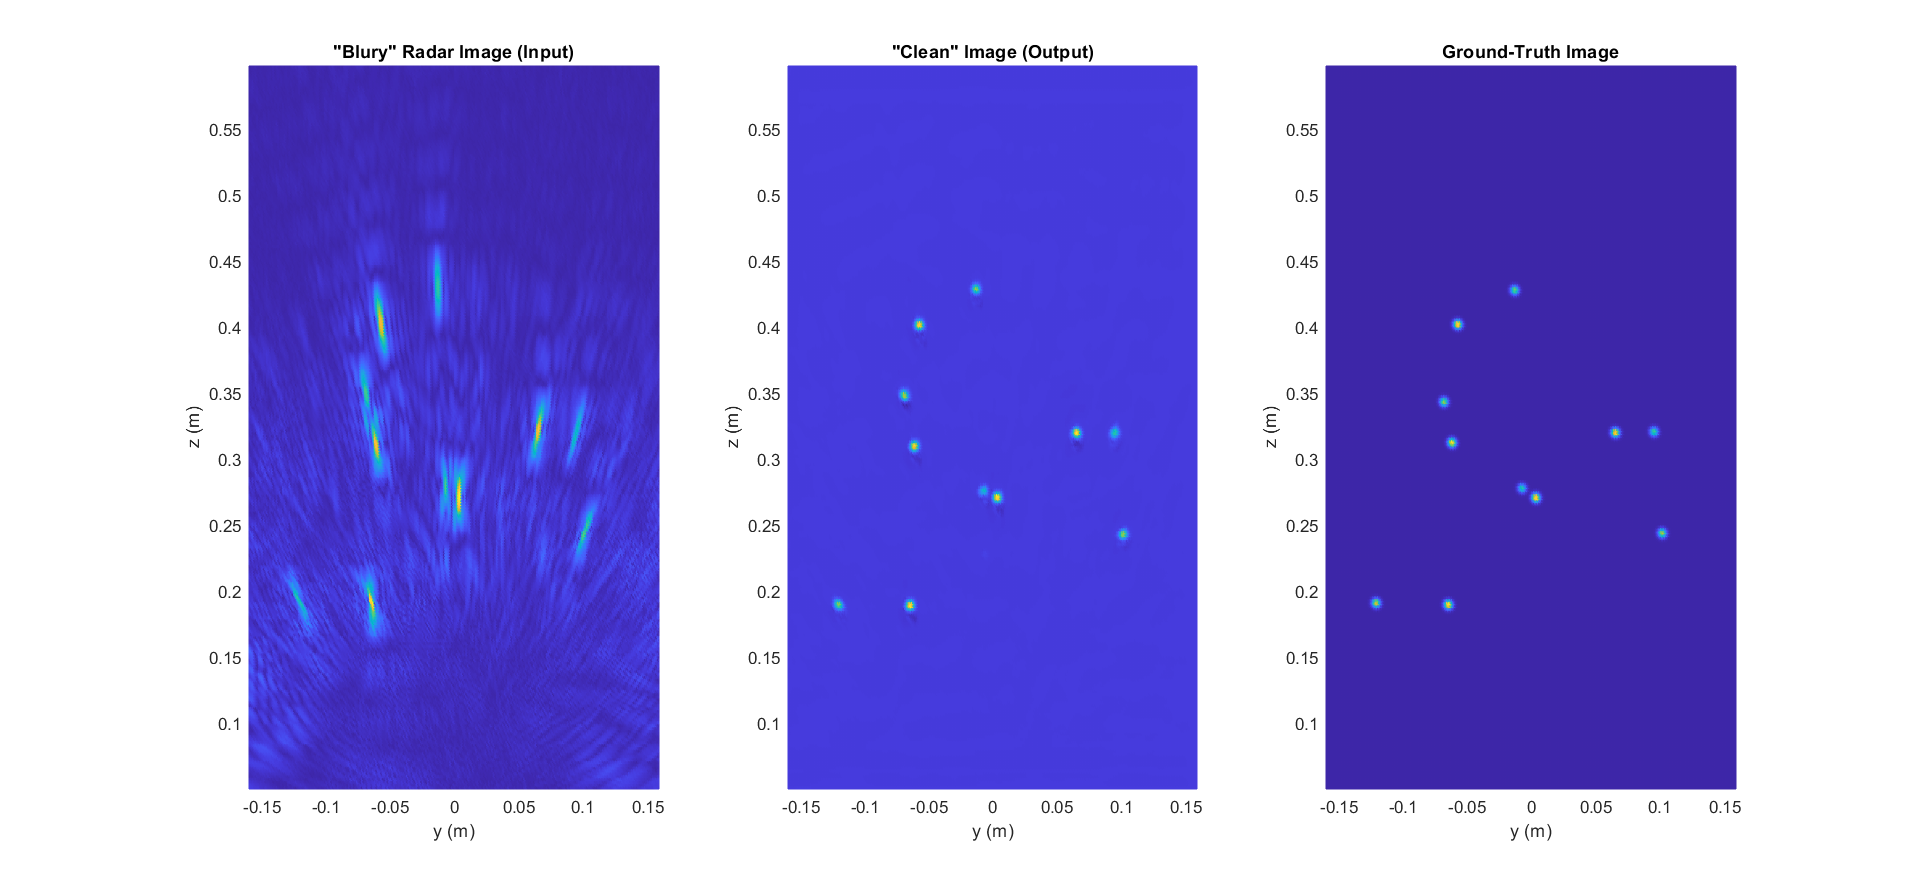 "Blury" Radar Image (Input)
0.55
0.5
0.45
0.4
0.35
0.3
0.25
0.2
0.15
0.1
z (m)
-0.15 -0.1 -0.05 0 0.05 0.1 0.15
y (m)
"Clean" Image (Output)
0.55
0.5
0.45
0.4
0.35
0.3
0.25
0.2
0.15
0.1
z (m)
-0.15 -0.1 -0.05 0 0.05 0.1 0.15
y (m)
Ground-Truth Image
0.55
0.5
0.45
0.4
0.35
0.3
0.25
0.2
0.15
0.1
z (m)
-0.15 -0.1 -0.05 0 0.05 0.1 0.15
y (m)